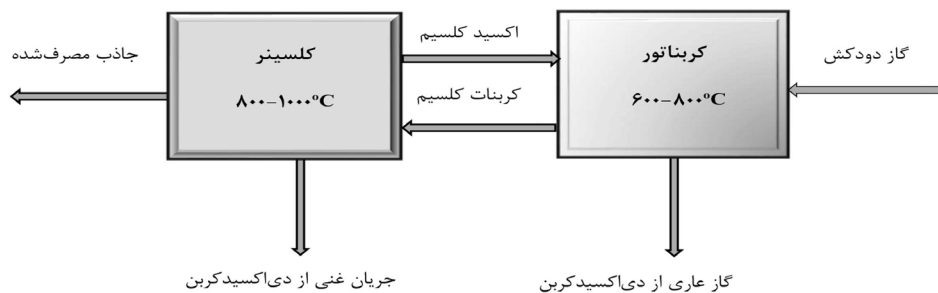 گاز دودکش
کربناتور
۶۰۰-۸۰۰°C
اکسید کلسیم
کربنات کلسیم
کلسینر
۸۰۰-۱۰۰۰°C
جاذب مصرف‌شده
گاز عاری از دی‌اکسیدکربن
جریان غنی از دی‌اکسیدکربن